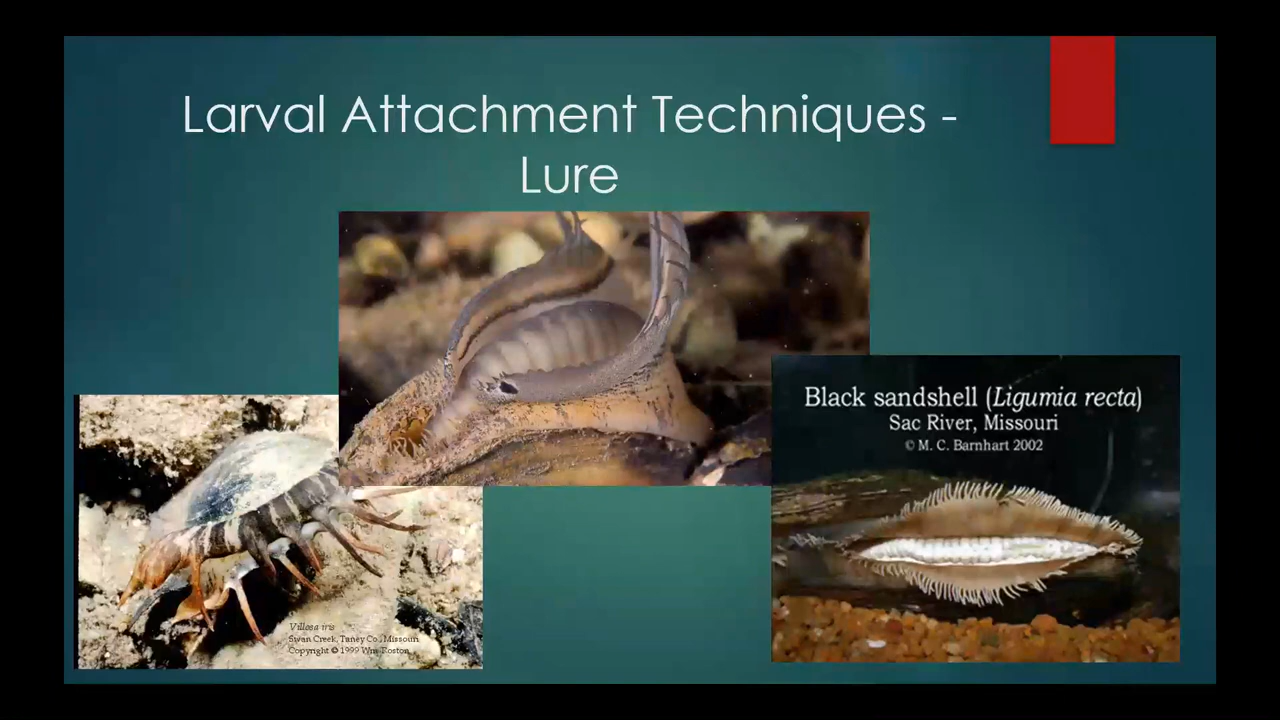 Larval Attachment Techniques -
Lure
Black sandshell (Ligumia recta)
Sac River, Missouri
© M. C. Barnhart 2002
Villosa iris
Swan Creek, Taney Co., Missouri
Copyright © 1999 Wm Roston